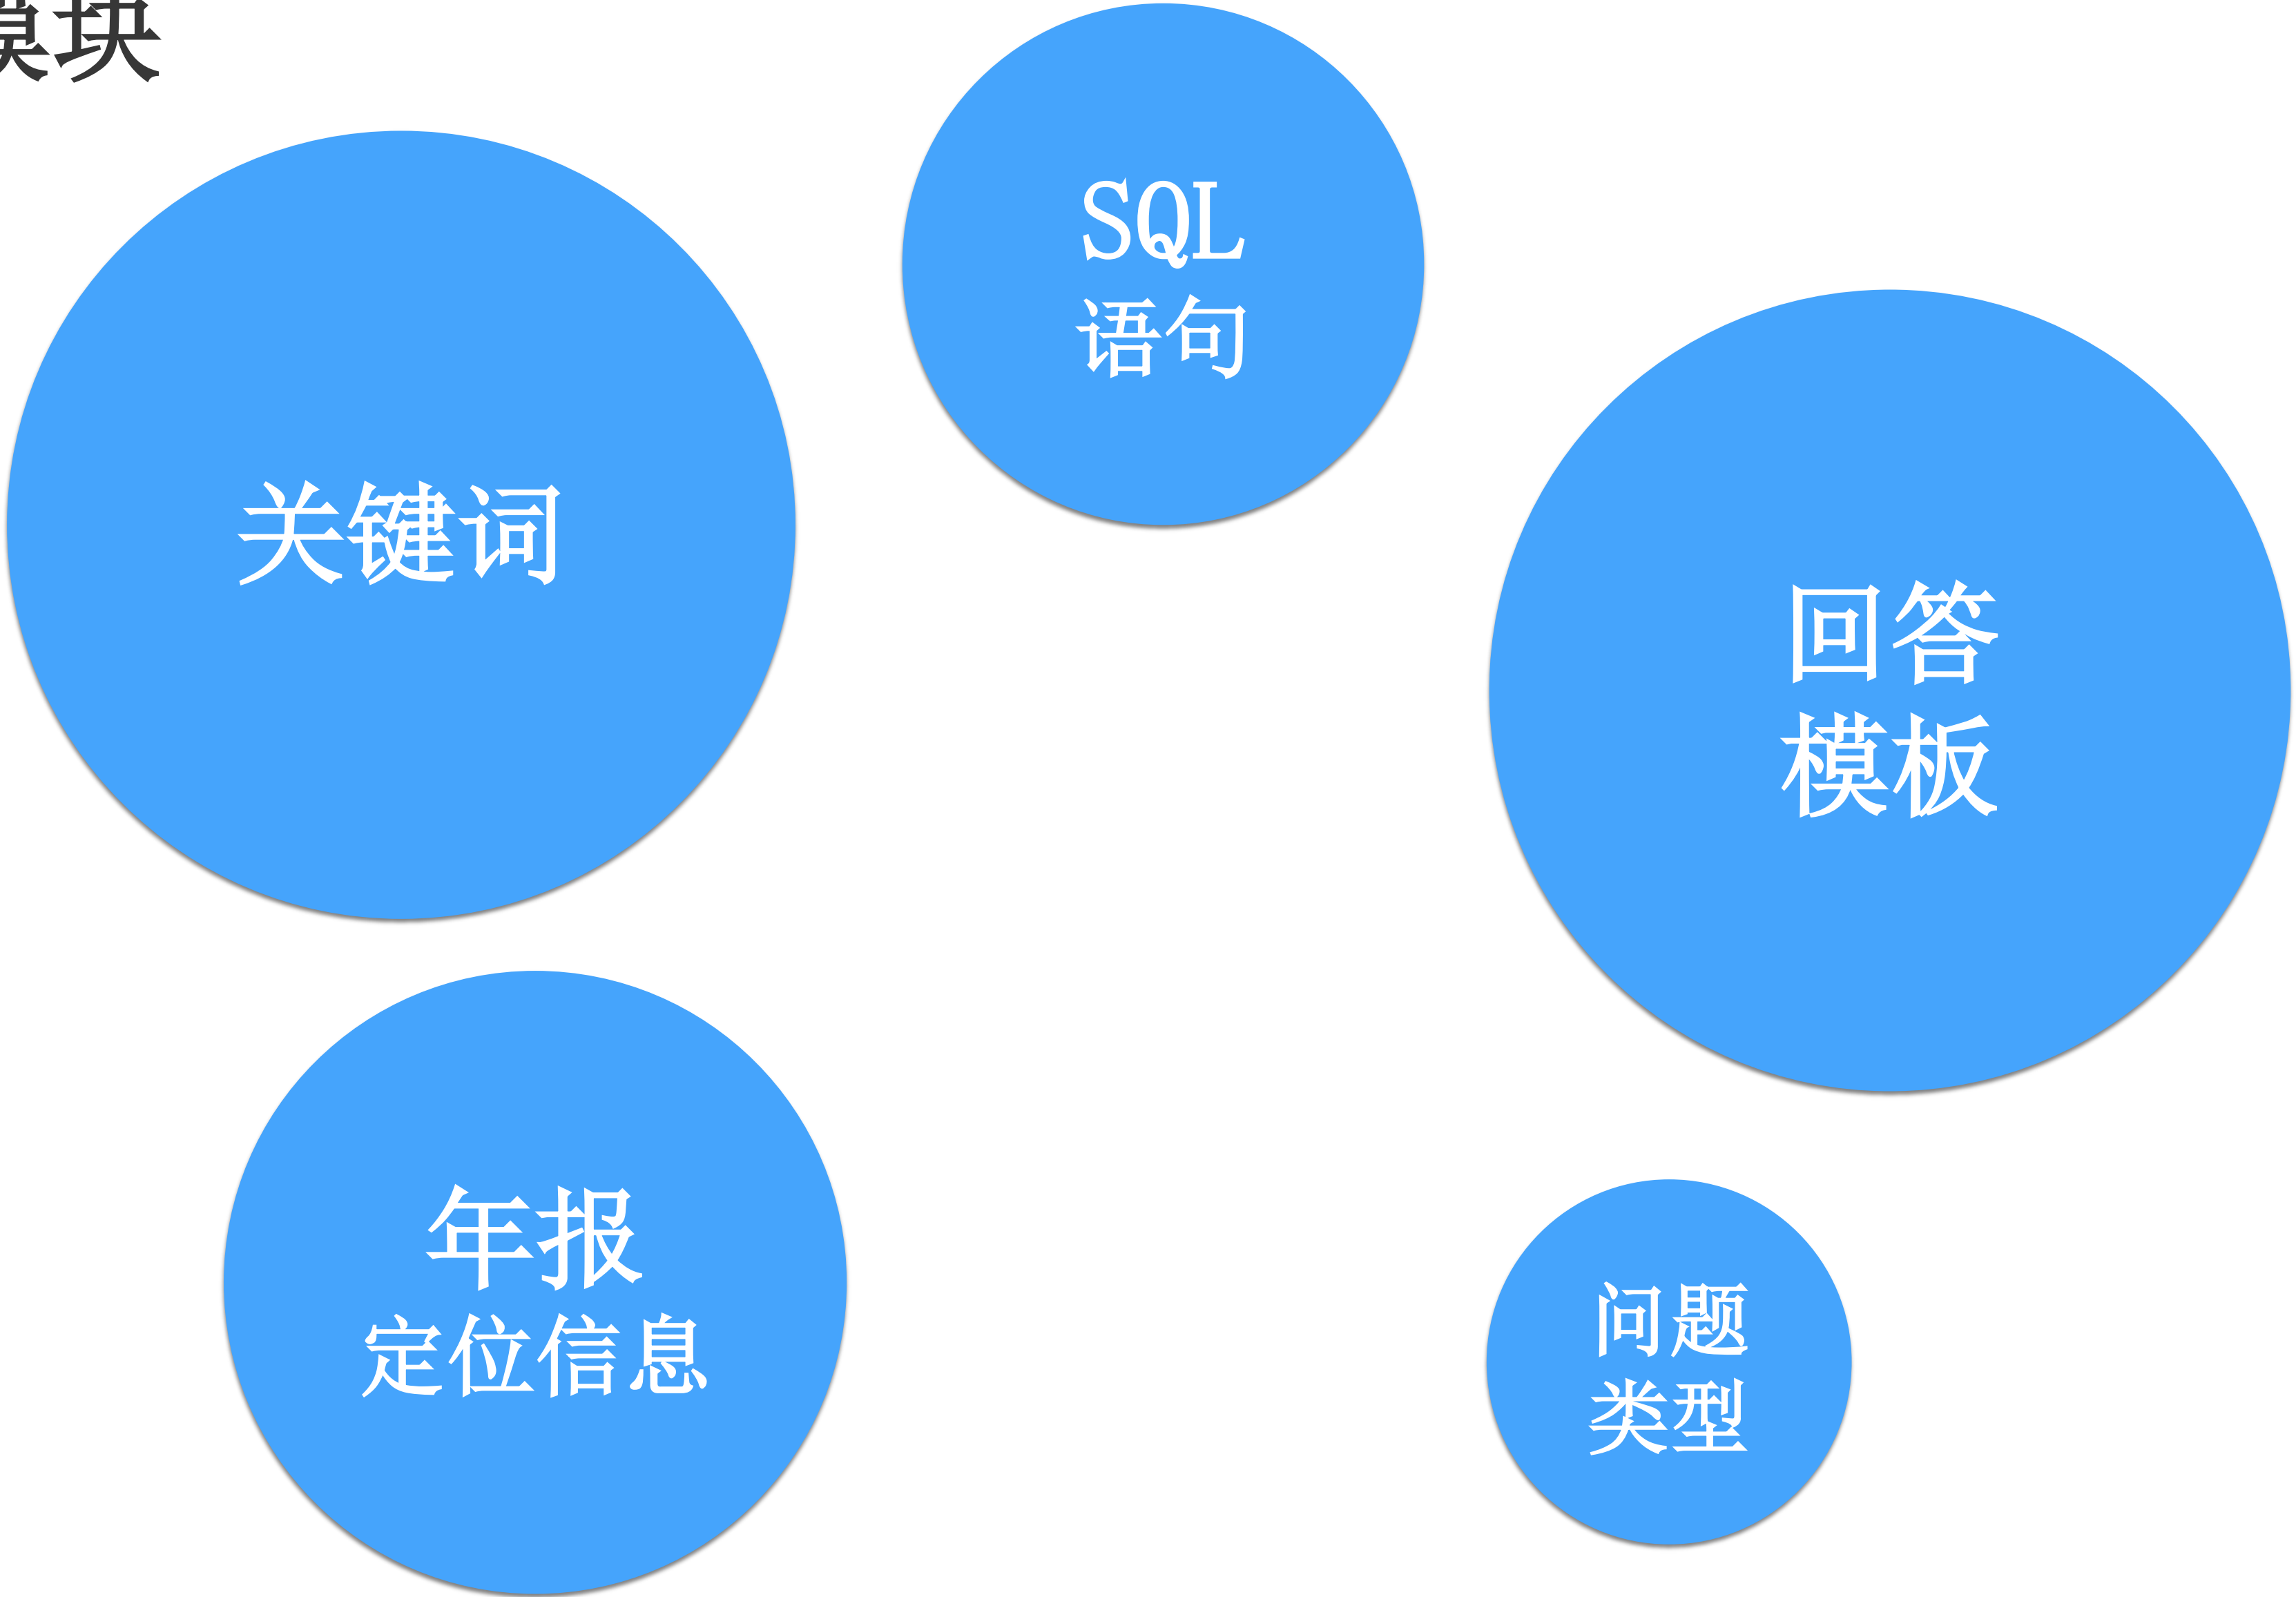 模块
SQL
语句
关键词
回答
模板
年报
定位信息
问题
类型